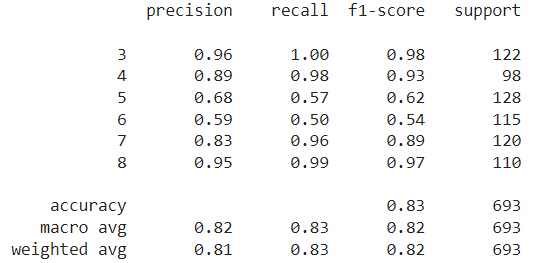 precision recall f1-score support
3 0.96 1.00 0.98 122
4 0.89 0.98 0.93 98
5 0.68 0.57 0.62 128
6 0.59 0.50 0.54 115
7 0.83 0.96 0.89 120
8 0.95 0.99 0.97 110
accuracy 0.83 693
macro avg 0.82 0.83 0.82 693
weighted avg 0.81 0.83 0.82 693